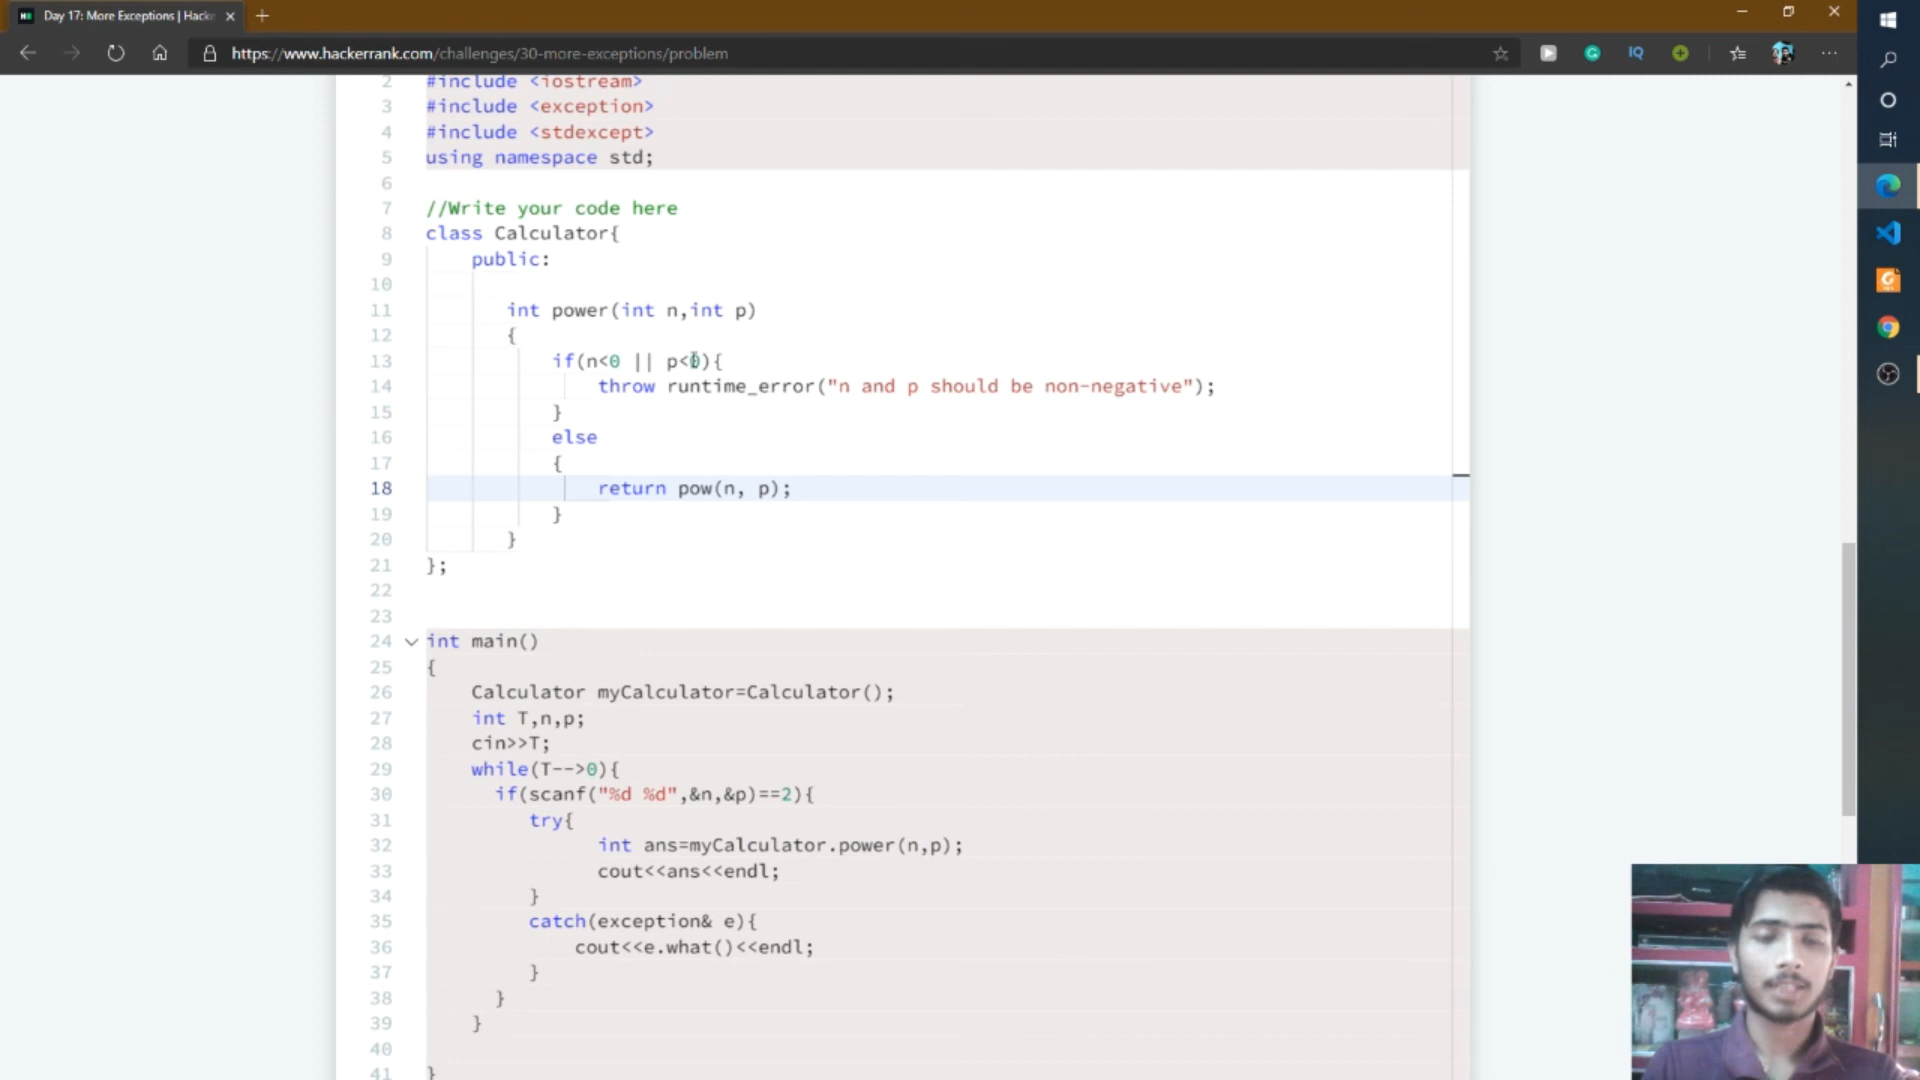 Day 17: More Exceptions | Hacke
https://www.hackerrank.com/challenges/30-more-exceptions/problem
IQ
2 #include <iostream>
3 #include <exception>
4 #include <stdexcept>
5 using namespace std;
6
7 //Write your code here
8 class Calculator{
9 public:
10
11 int power(int n,int p)
12 {
13 if(n<0 || p<0){
14 throw runtime_error("n and p should be non-negative");
15 }
16 else
17 {
18 return pow(n, p);
19 }
20 }
21 };
22
23
24 int main()
25 {
26 Calculator myCalculator=Calculator();
27 int T,n,p;
28 cin>>T;
29 while(T-->0){
30 if(scanf("%d %d",&n,&p)==2){
31 try{
32 int ans=myCalculator.power(n,p);
33 cout<<ans<<endl;
34 }
35 catch(exception& e){
36 cout<<e.what()<<endl;
37 }
38 }
39 }
40
41 }